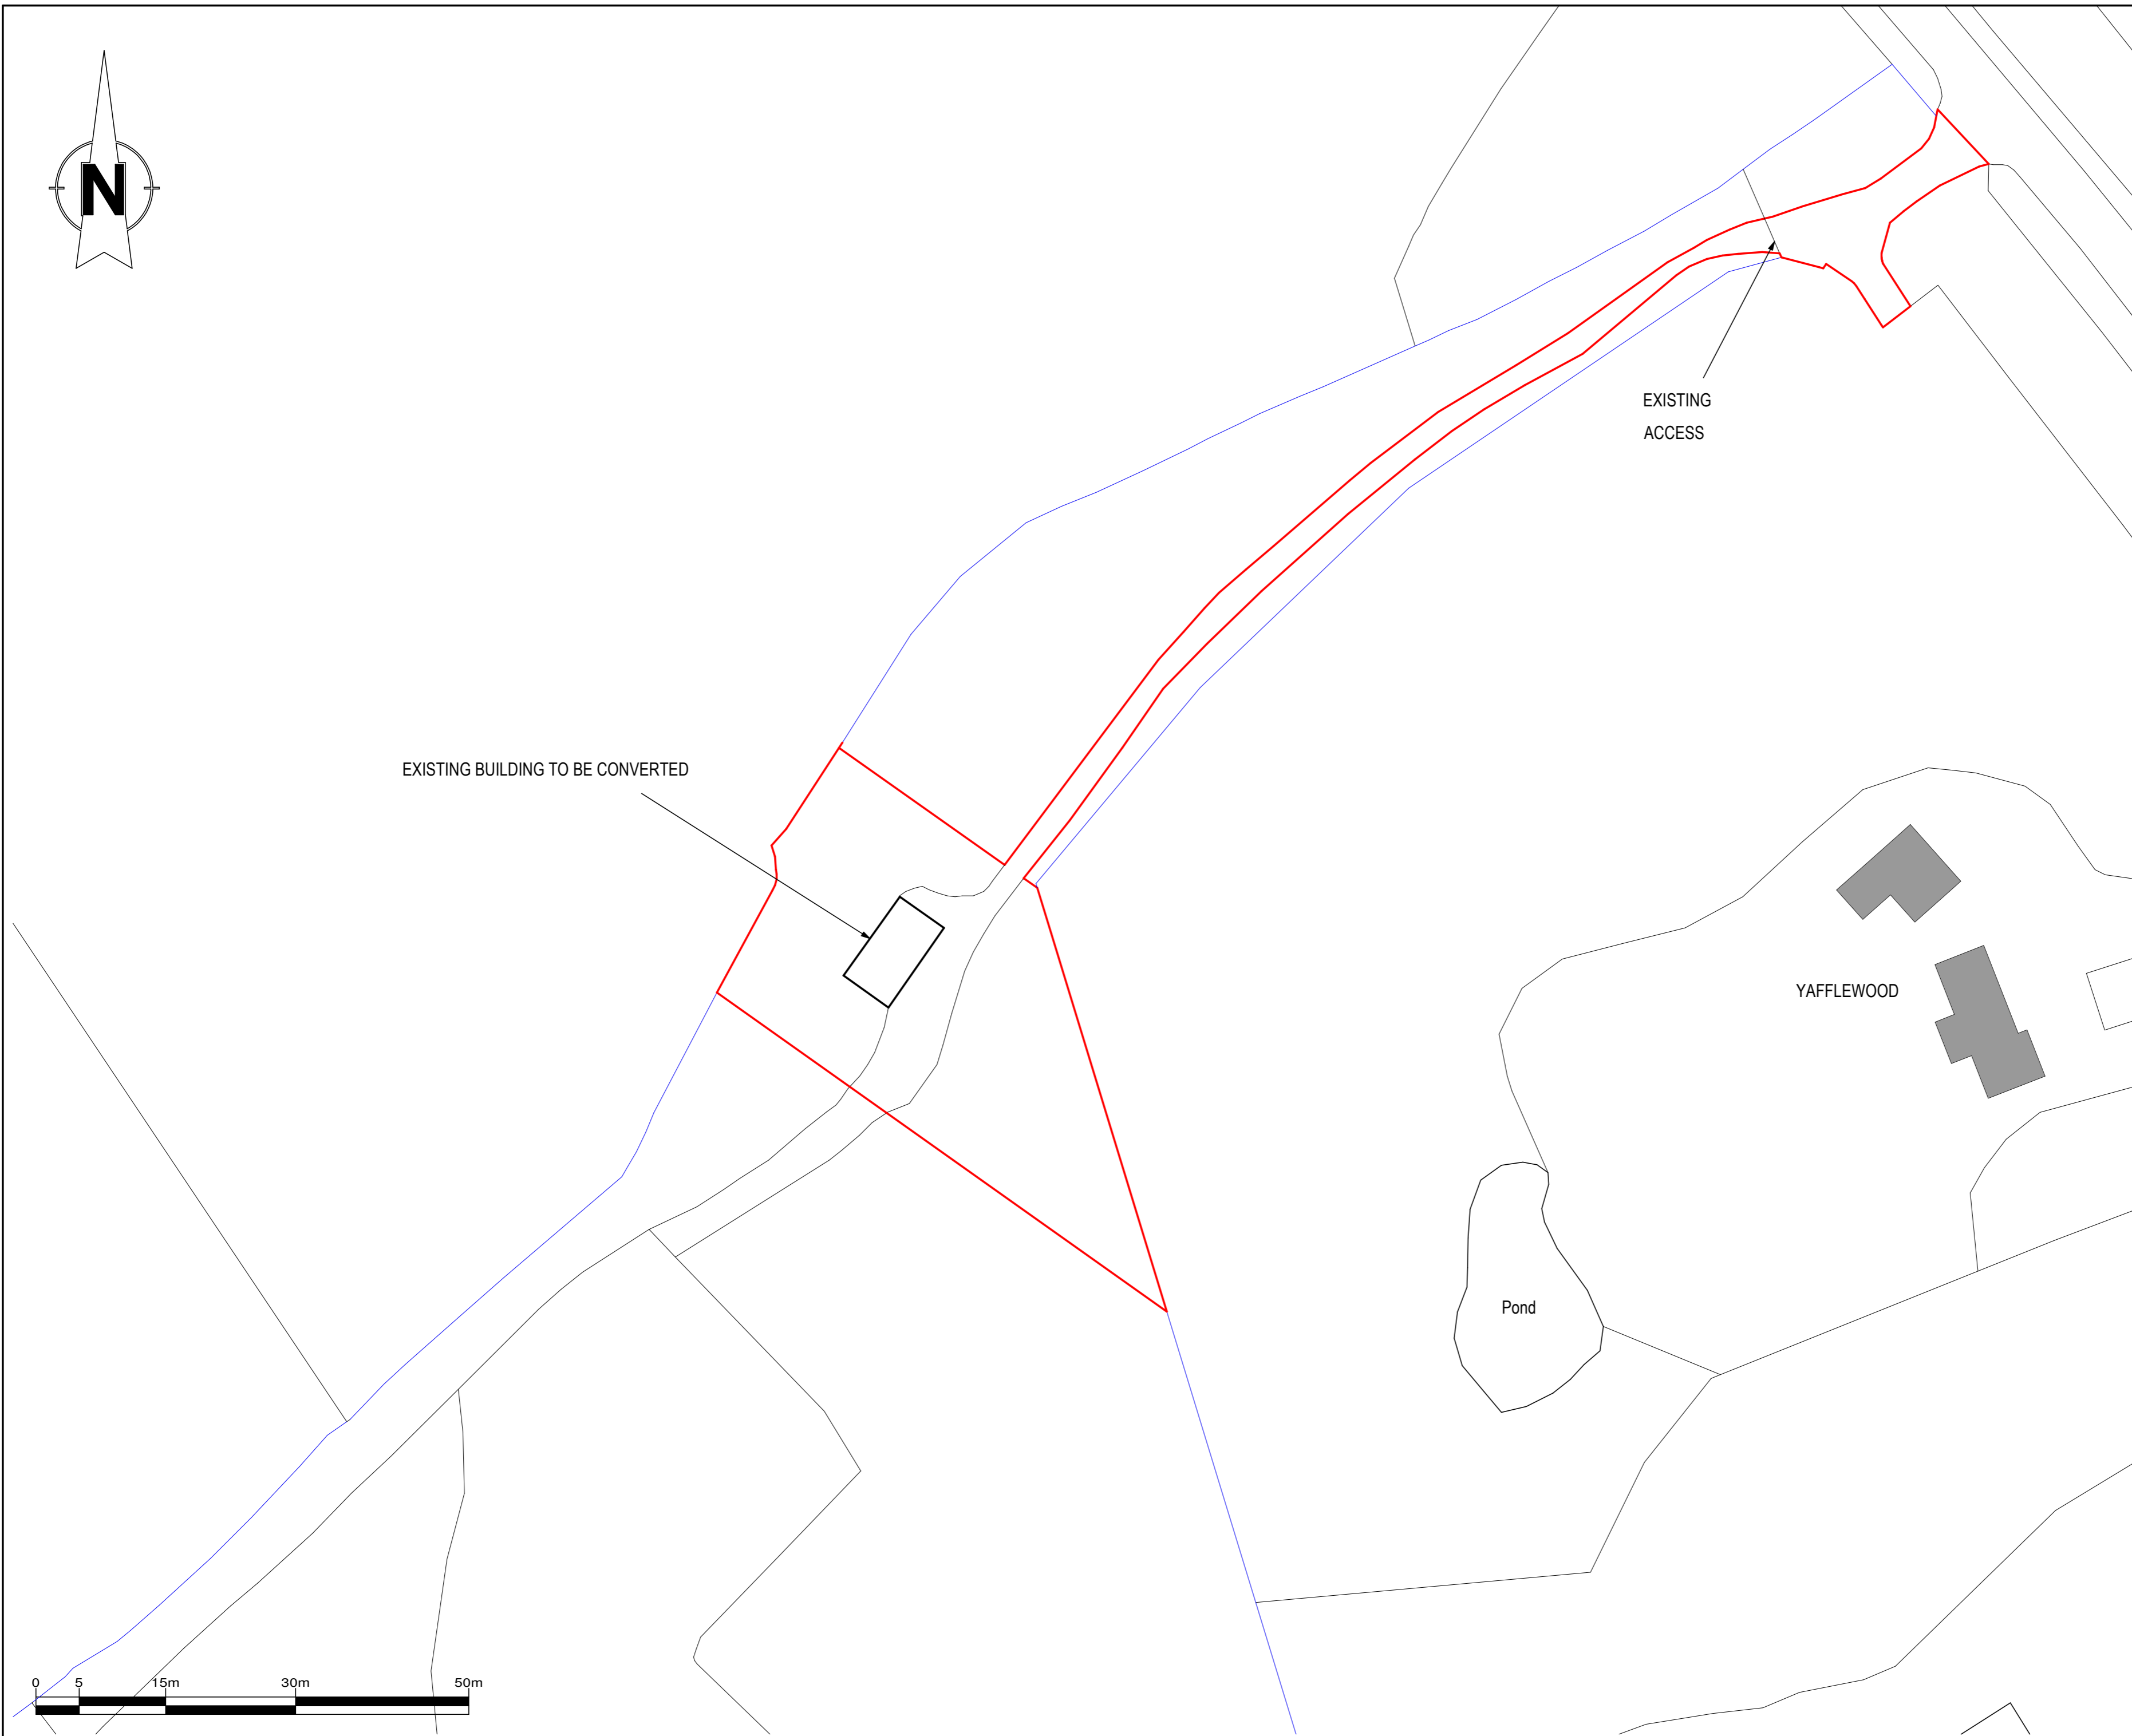 N
EXISTING
ACCESS
EXISTING BUILDING TO BE CONVERTED
YAFFLEWOOD
Pond
0 5 15m 30m 50m